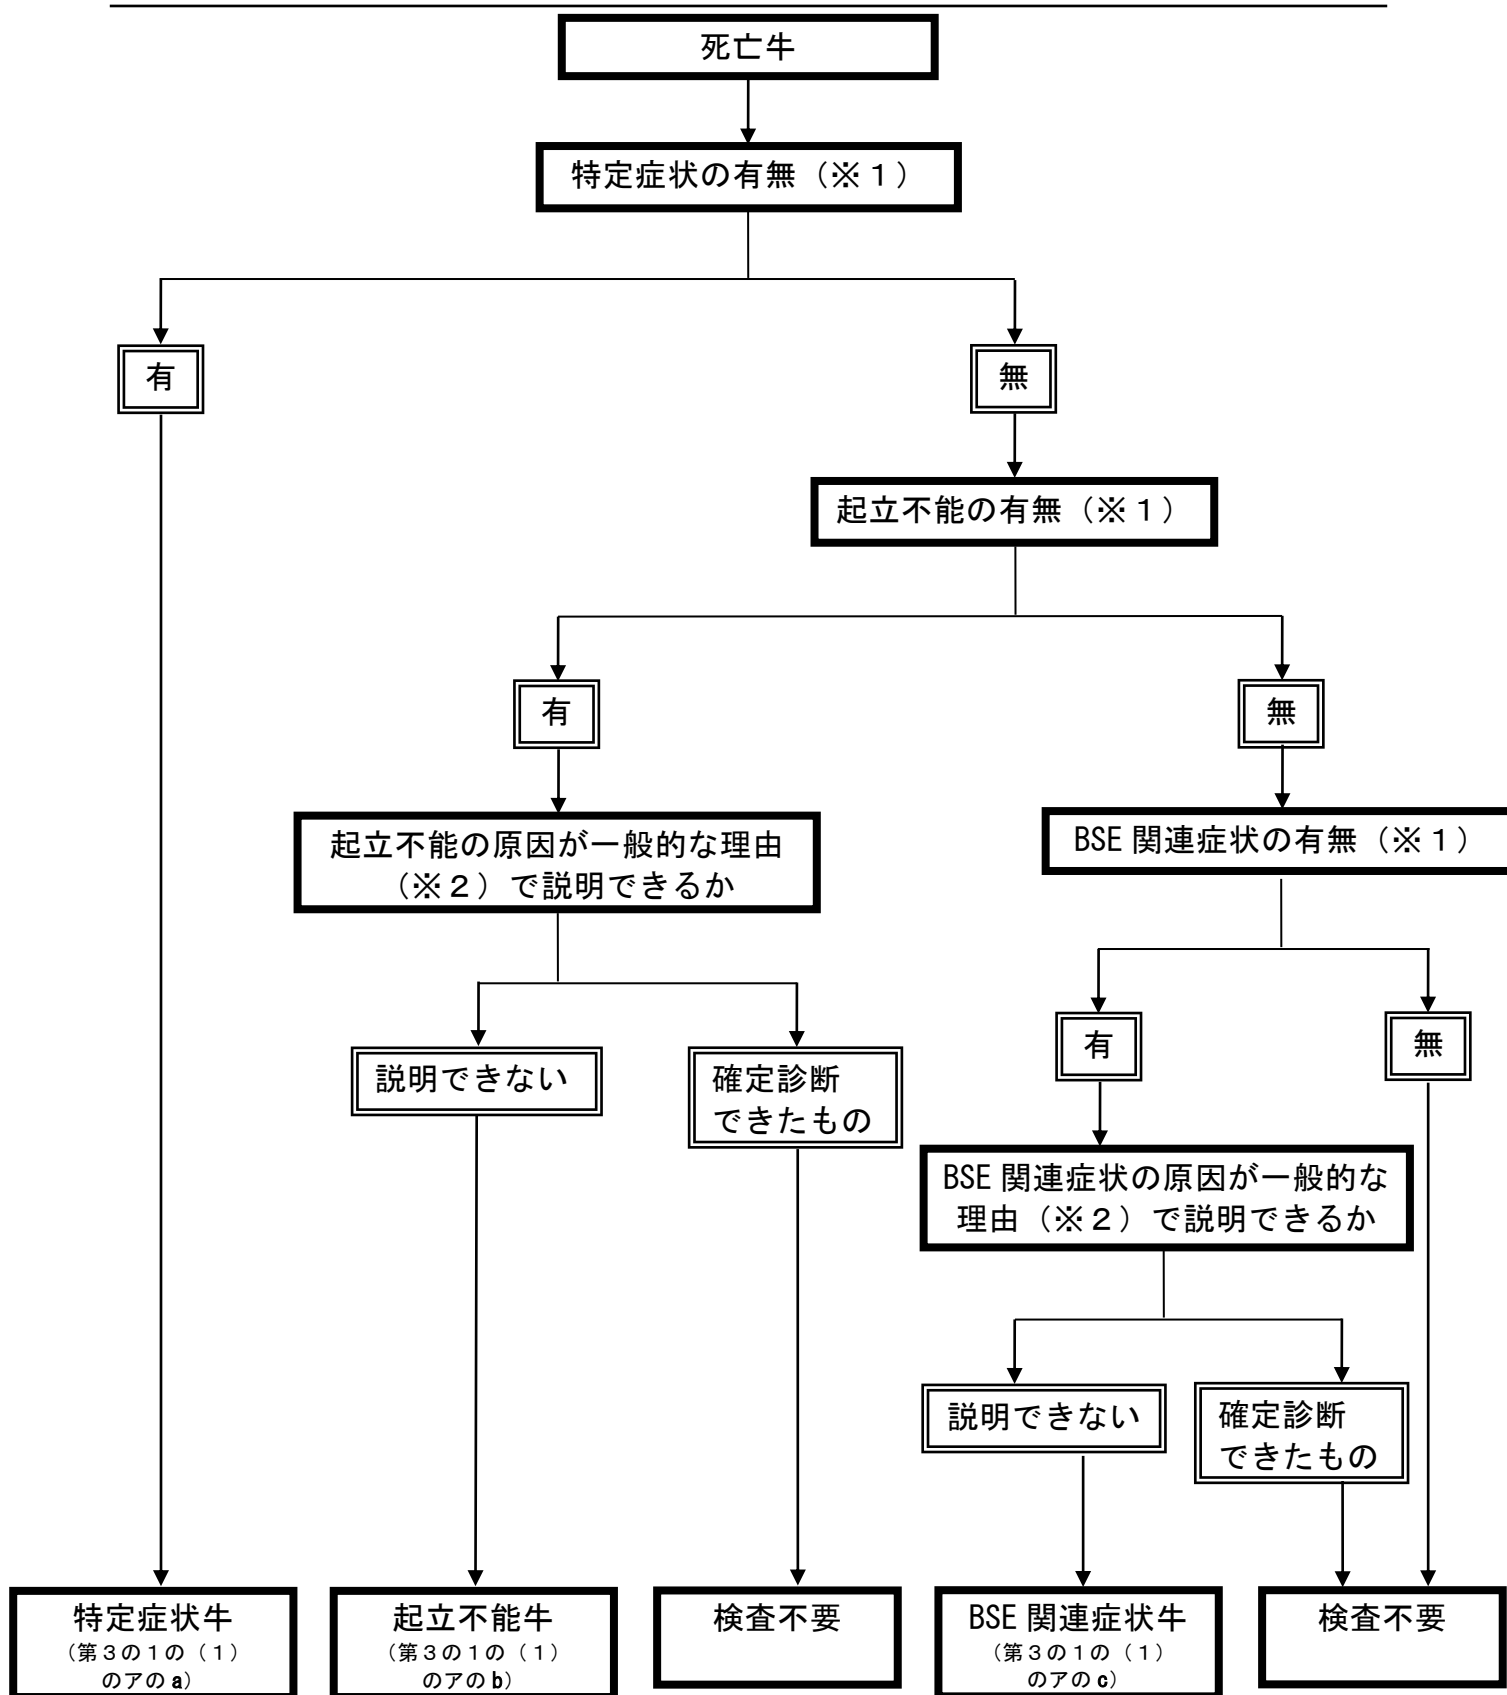 死亡牛
特定症状の有無（※１）
有
無
起立不能の有無（※１）
有
無
起立不能の原因が一般的な理由
（※２）で説明できるか
BSE 関連症状の有無（※１）
説明できない
確定診断
できたもの
有
無
BSE 関連症状の原因が一般的な
理由（※２）で説明できるか
説明できない
確定診断
できたもの
特定症状牛
（第３の１の（１）
のアの a）
起立不能牛
（第３の１の（１）
のアの b）
検査不要
BSE 関連症状牛
（第３の１の（１）
のアの c）
検査不要